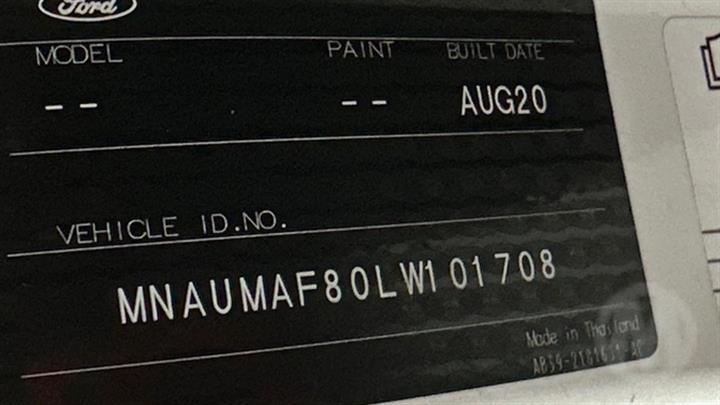 Ford
MODEL PAINT BUILT DATE
-- -- AUG20
VEHICLE ID.NO.
MNAUMAF80LW101708
Made in Thailand